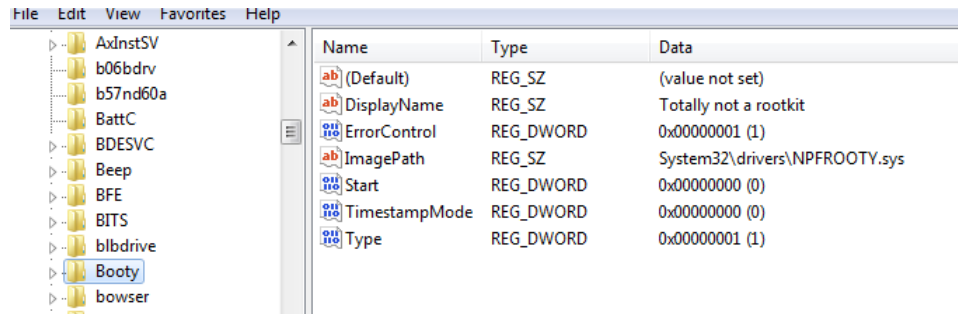 File Edit View Favorites Help
AxInstSV
b06bdrv
b57nd60a
BattC
BDESVC
Beep
BFE
BITS
blbdrive
Booty
bowser
Name Type Data
(Default) REG_SZ (value not set)
DisplayName REG_SZ Totally not a rootkit
ErrorControl REG_DWORD 0x00000001 (1)
ImagePath REG_SZ System32\drivers\NPFROOTY.sys
Start REG_DWORD 0x00000000 (0)
TimestampMode REG_DWORD 0x00000000 (0)
Type REG_DWORD 0x00000001 (1)